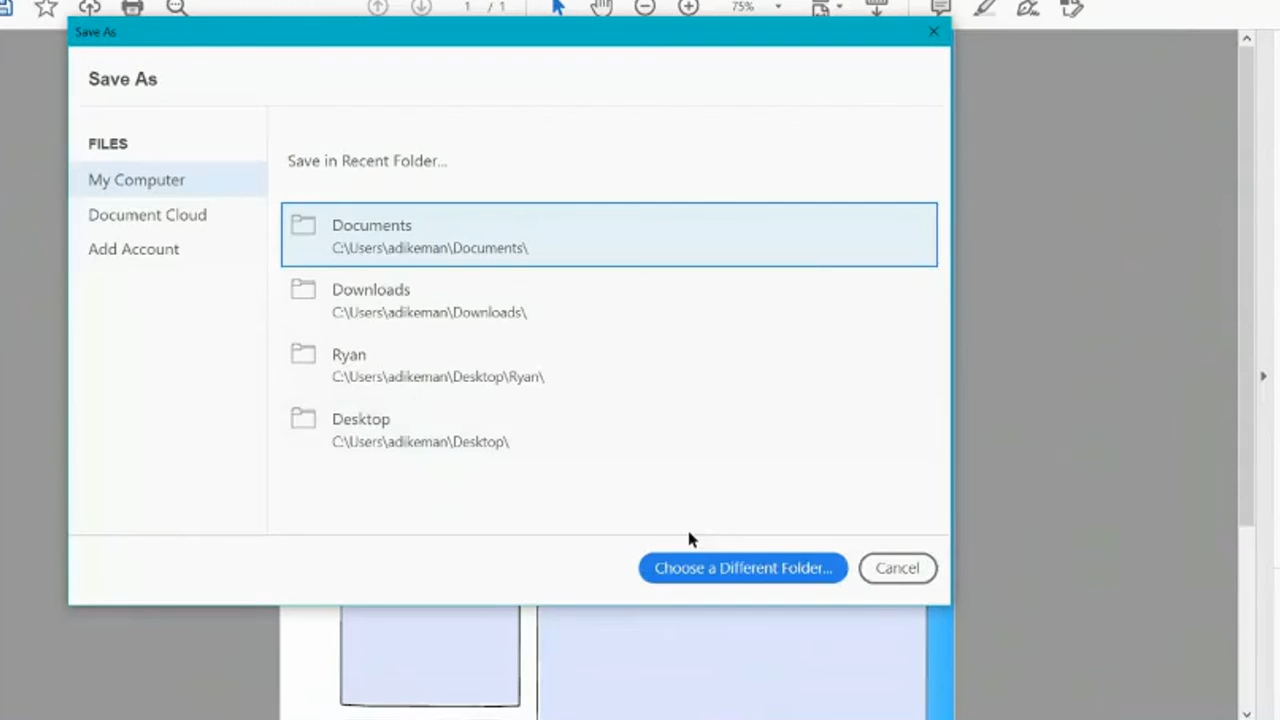 1 / 1
75%
Save As
Save As
FILES
My Computer
Document Cloud
Add Account
Save in Recent Folder...
Documents
C:\Users\adikeman\Documents\
Downloads
C:\Users\adikeman\Downloads\
Ryan
C:\Users\adikeman\Desktop\Ryan\
Desktop
C:\Users\adikeman\Desktop\
Choose a Different Folder...
Cancel